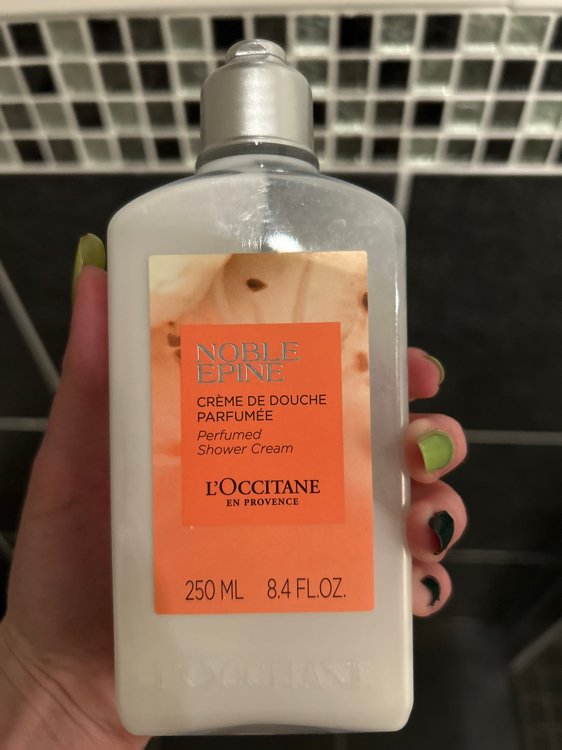 NOBLE
EPINE
CRÈME DE DOUCHE
PARFUMÉE
Perfumed
Shower Cream
L'OCCITANE
EN PROVENCE
250 ML 8.4 FL.OZ.
L'OCCITANE